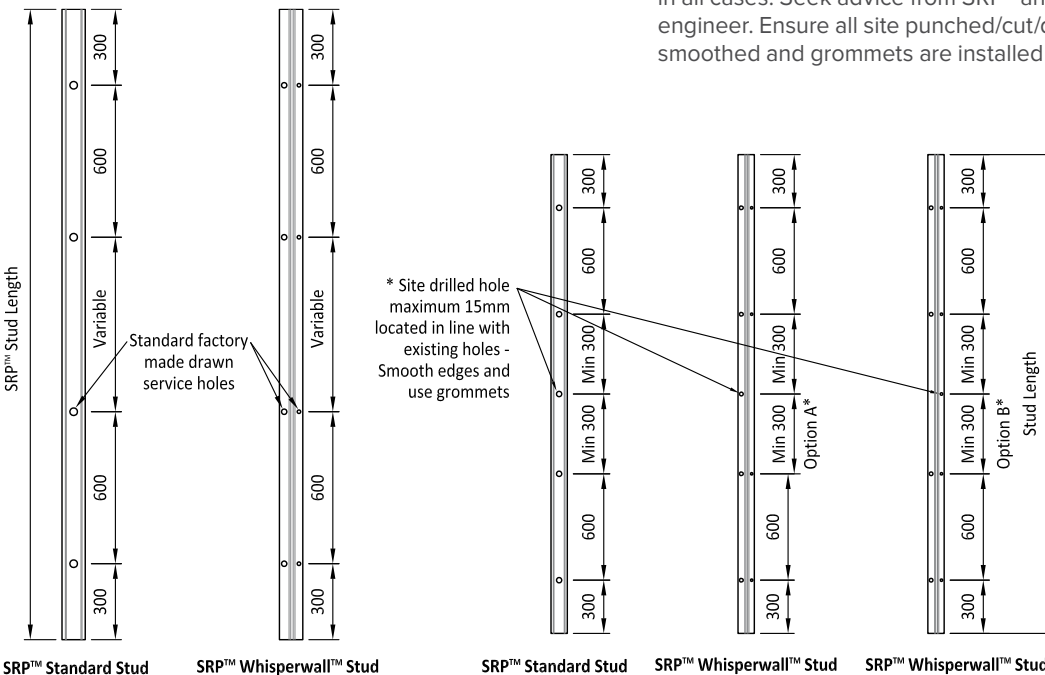 in all cases. Seek advice from SRP™ an
engineer. Ensure all site punched/cut/
smoothed and grommets are installed
SRP™ Stud Length
300
600
Variable
600
300
Standard factory
made drawn
service holes
300
600
Variable
600
300
* Site drilled hole
maximum 15mm
located in line with
existing holes -
Smooth edges and
use grommets
300
600
Min 300
Min 300
600
300
300
600
Min 300
Min 300
Option A*
600
300
300
600
Min 300
Min 300
Option B*
600
300
Stud Length
SRP™ Standard Stud
SRP™ Whisperwall™ Stud
SRP™ Standard Stud
SRP™ Whisperwall™ Stud
SRP™ Whisperwall™ Stud